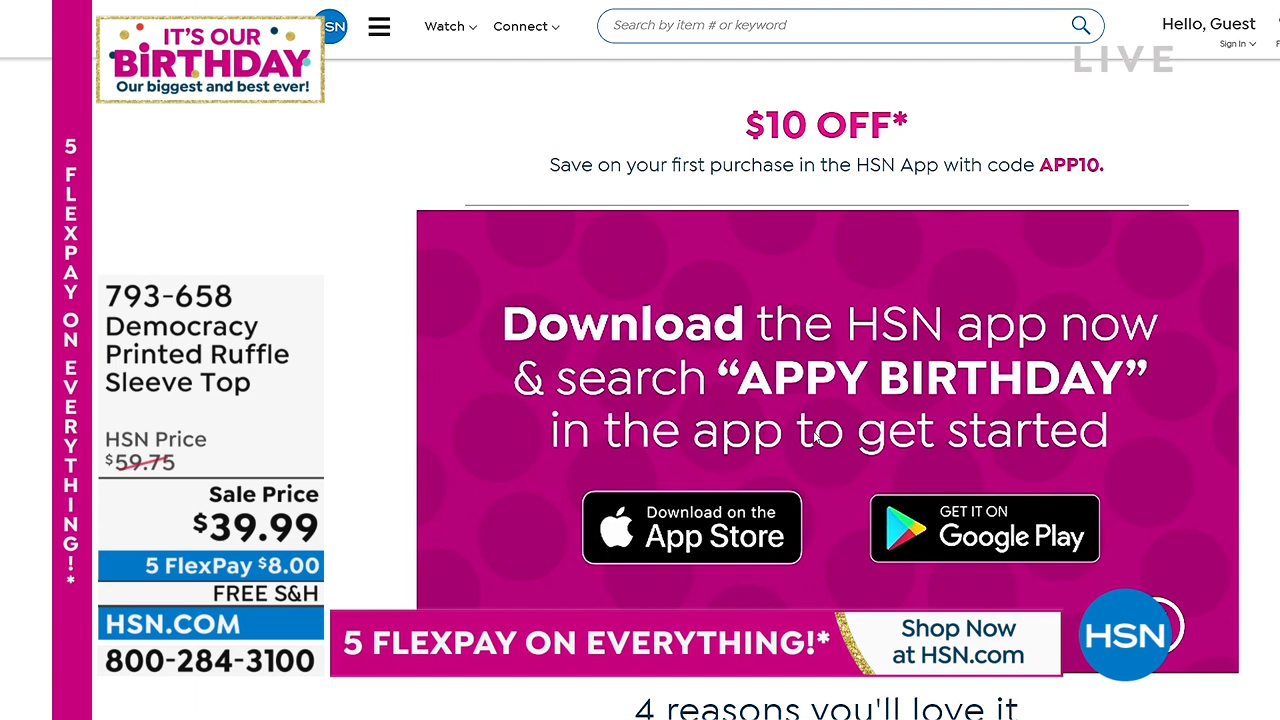 IT'S OUR
BIRTHDAY
Our biggest and best ever!
HSN
Watch
Connect
Search by item # or keyword
Hello, Guest
Sign In
LIVE
5 FLEXPAY ON EVERYTHING!*
$10 OFF*
Save on your first purchase in the HSN App with code APP10.
793-658
Democracy
Printed Ruffle
Sleeve Top
HSN Price
$59.75
Sale Price
$39.99
5 FlexPay $8.00
FREE S&H
HSN.COM
800-284-3100
Download the HSN app now
& search “APPY BIRTHDAY”
in the app to get started
Download on the
App Store
GET IT ON
Google Play
5 FLEXPAY ON EVERYTHING!*
Shop Now
at HSN.com
HSN
4 reasons you'll love it